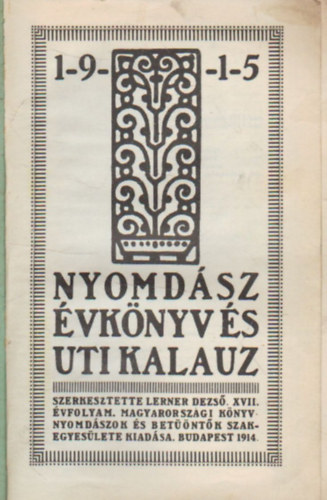 1-9- -1-5
NYOMDÁSZ
ÉVKÖNYV ÉS
UTI KALAUZ
SZERKESZTETTE LERNER DEZSŐ. XVII.
ÉVFOLYAM. MAGYARORSZAGI KÖNYV-
NYOMDÁSZOK ÉS BETŰÖNTŐK SZAK-
EGYESÜLETE KIADÁSA. BUDAPEST 1914.